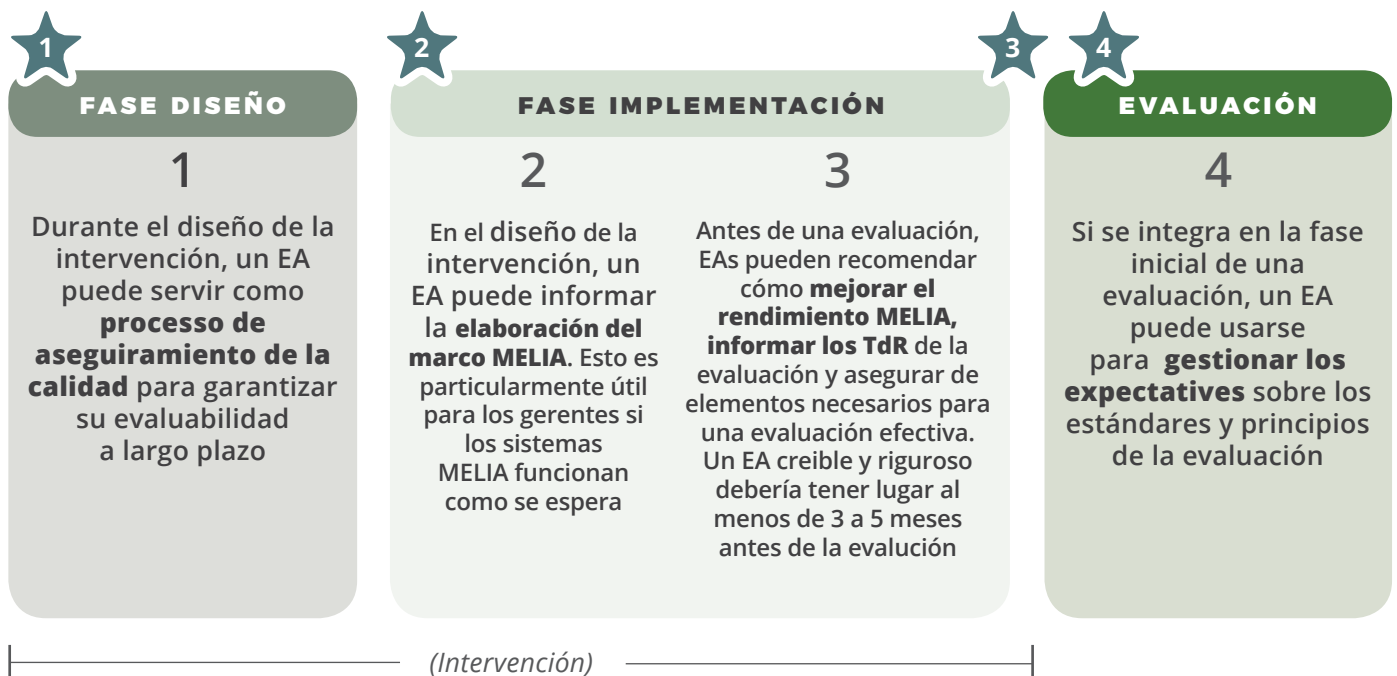 1
2
3
4
FASE DISEÑO
1
Durante el diseño de la
intervención, un EA
puede servir como
processo de
aseguiramiento de la
calidad para garantizar
su evaluabilidad
a largo plazo
FASE IMPLEMENTACIÓN
2
En el diseño de la
intervención, un
EA puede informar
la elaboración del
marco MELIA. Esto es
particularmente útil
para los gerentes si
los sistemas
MELIA funcionan
como se espera
3
Antes de una evaluación,
EAs pueden recomendar
cómo mejorar el
rendimiento MELIA,
informar los TdR de la
evaluación y asegurar de
elementos necesarios para
una evaluación efectiva.
Un EA creible y riguroso
debería tener lugar al
menos de 3 a 5 meses
antes de la evalución
EVALUACIÓN
4
Si se integra en la fase
inicial de una
evaluación, un EA
puede usarse
para gestionar los
expectatives sobre los
estándares y principios
de la evaluación
(Intervención)